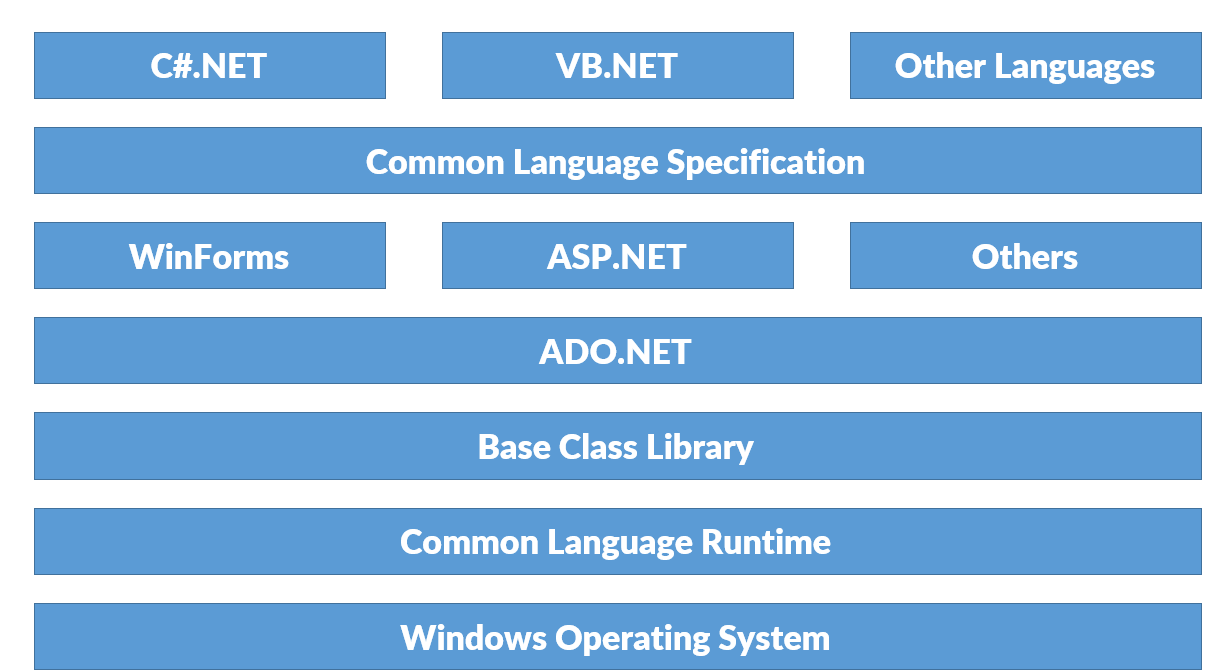 C#.NET
VB.NET
Other Languages
Common Language Specification
WinForms
ASP.NET
Others
ADO.NET
Base Class Library
Common Language Runtime
Windows Operating System